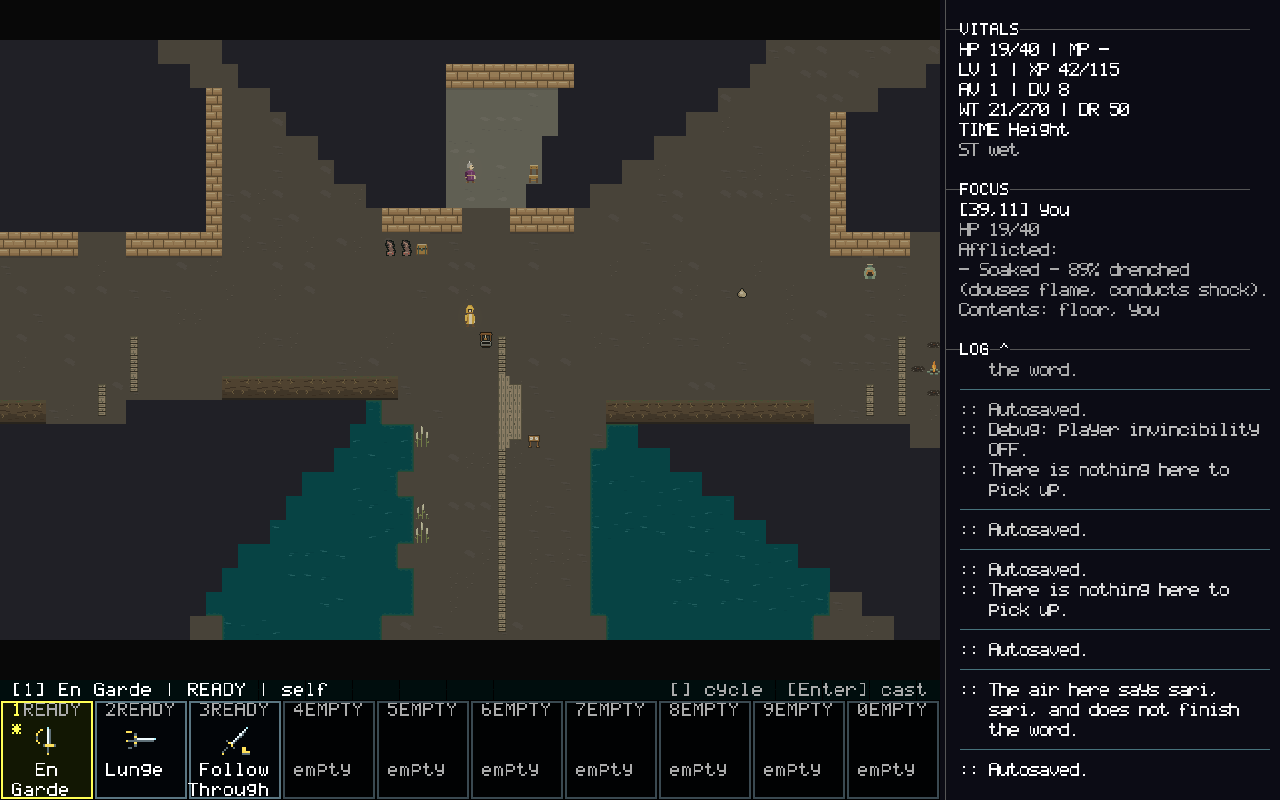 VITALS
HP 19/40 | MP -
LV 1 | XP 42/115
AV 1 | DV 8
WT 21/270 | DR 50
TIME Height
ST wet
FOCUS
[39,11] You
HP 19/40
Afflicted:
- Soaked - 89% drenched
(douses flame, conducts shock).
Contents: floor, You
LOG ^
the word.
:: Autosaved.
:: Debug: Player invincibility
OFF.
:: There is nothing here to
Pick up.
:: Autosaved.
:: Autosaved.
:: There is nothing here to
Pick up.
:: Autosaved.
:: The air here says sari,
sari, and does not finish
the word.
:: Autosaved.
[1] En Garde | READY | self
[] cycle [Enter] cast
1READY 2READY 3READY 4EMPTY 5EMPTY 6EMPTY 7EMPTY 8EMPTY 9EMPTY 0EMPTY
*
En Garde
Lunge
Follow Through
empty empty empty empty empty empty empty